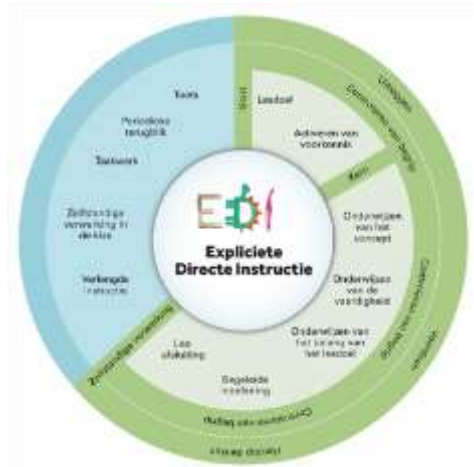 EDI
Expliciete
Directe Instructie
Start
Lesdoel
Activeren van
voorkennis
Kern
Onderwijzen
van het
concept
Onderwijzen
van de
vaardigheid
Onderwijzen van
het belang van
het lesdoel
Begeleide
inoefening
Les
afsluiting
Zelfstandige verwerking
Verlengde
instructie
Zelfstandige
verwerking in
de klas
Periodieke
terugblik
Toets
Controleren van begrip
Controleren van begrip
Controleren van begrip
Uitleggen